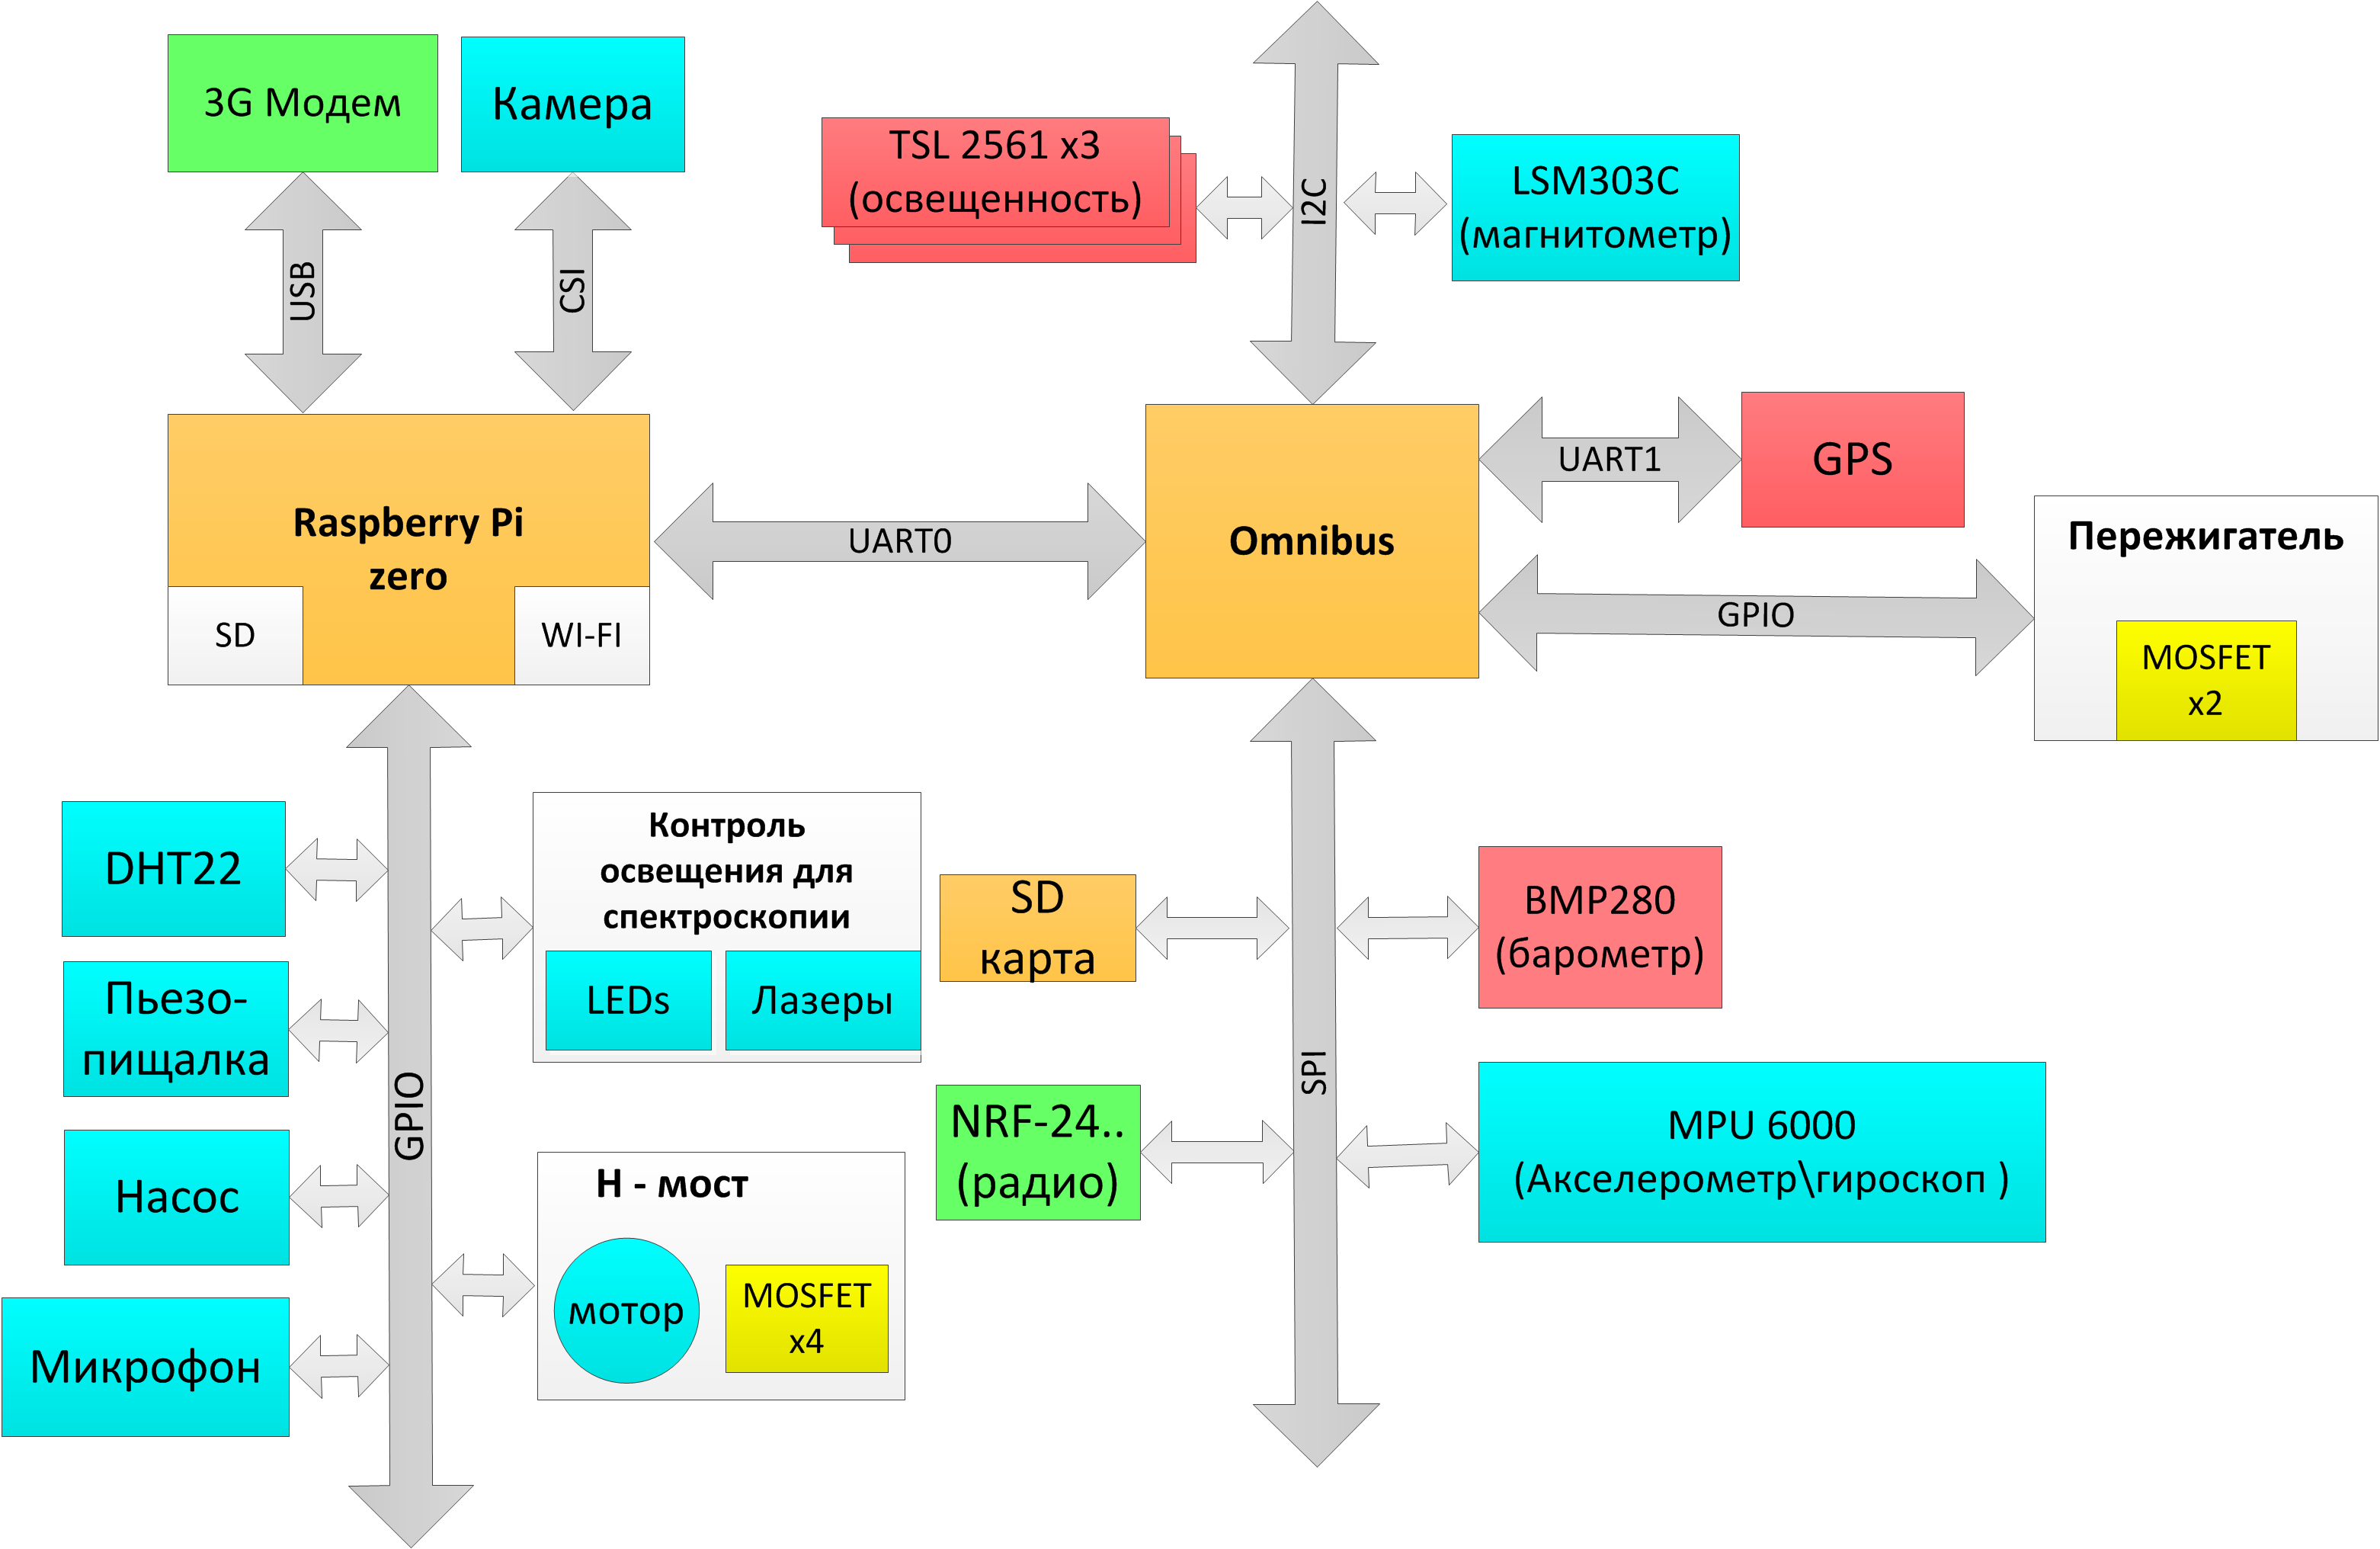 3G Модем
Камера
USB
CSI
TSL 2561 x3
(освещенность)
I2C
LSM303C
(магнитометр)
Raspberry Pi
zero
SD
WI-FI
UART0
Omnibus
UART1
GPS
GPIO
Пережигатель
MOSFET
x2
DHT22
Пьезо-
пищалка
Насос
Микрофон
GPIO
Контроль
освещения для
спектроскопии
LEDs
Лазеры
Н - мост
мотор
MOSFET
x4
SD
карта
NRF-24..
(радио)
SPI
BMP280
(барометр)
MPU 6000
(Акселерометр\гироскоп )